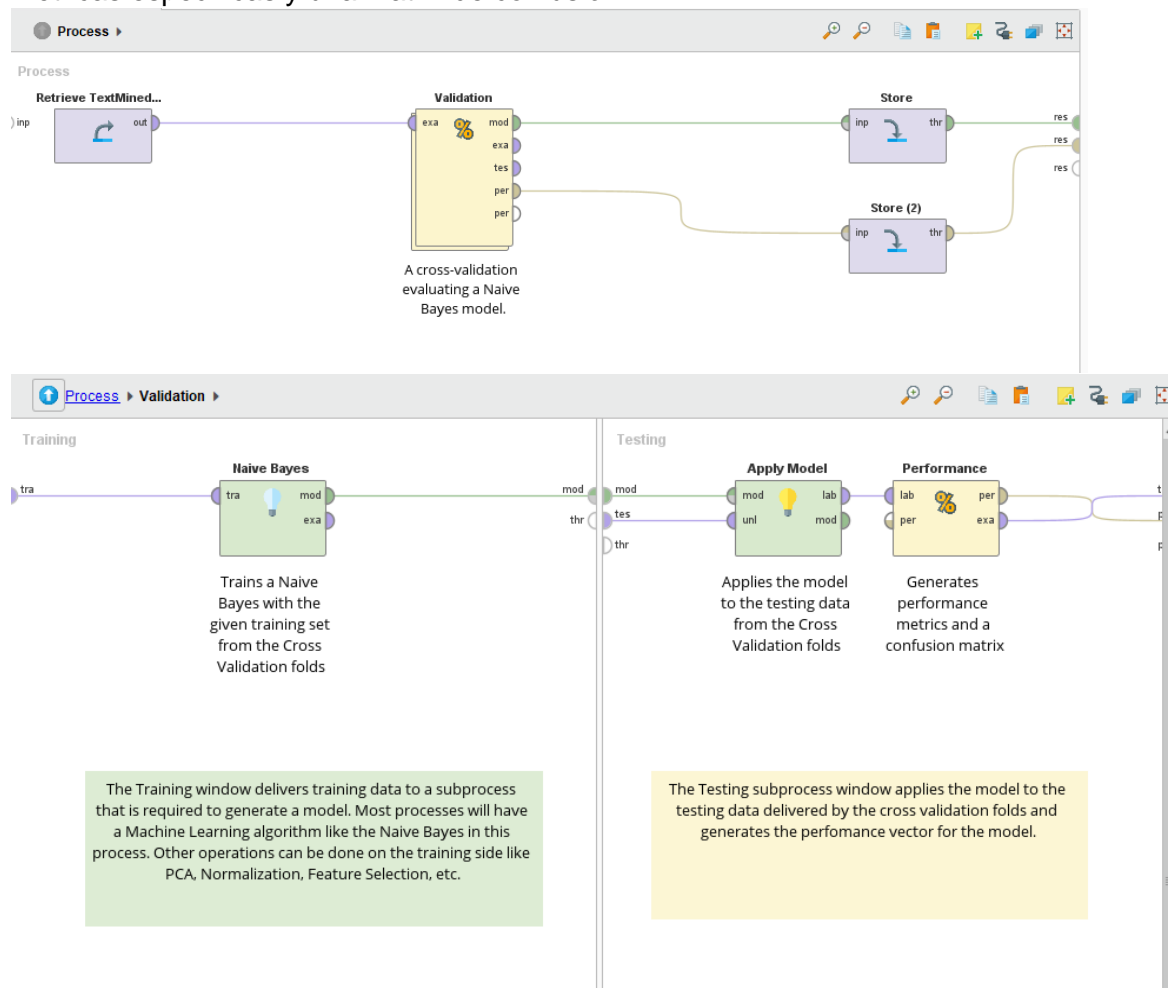 Process
Process
Retrieve TextMined...
Validation
Store
inp
out
exa
mod
inp
thr
res
exa
res
tes
res
per
per
Store (2)
inp
thr
A cross-validation
evaluating a Naive
Bayes model.
Process Validation
Training
Testing
Naive Bayes
Apply Model
Performance
tra
tra
mod
mod
mod
mod
lab
lab
per
exa
thr
tes
unl
mod
per
exa
thr
Trains a Naive
Bayes with the
given training set
from the Cross
Validation folds
Applies the model
to the testing data
from the Cross
Validation folds
Generates
performance
metrics and a
confusion matrix
The Training window delivers training data to a subprocess
that is required to generate a model. Most processes will have
a Machine Learning algorithm like the Naive Bayes in this
process. Other operations can be done on the training side like
PCA, Normalization, Feature Selection, etc.
The Testing subprocess window applies the model to the
testing data delivered by the cross validation folds and
generates the perfomance vector for the model.